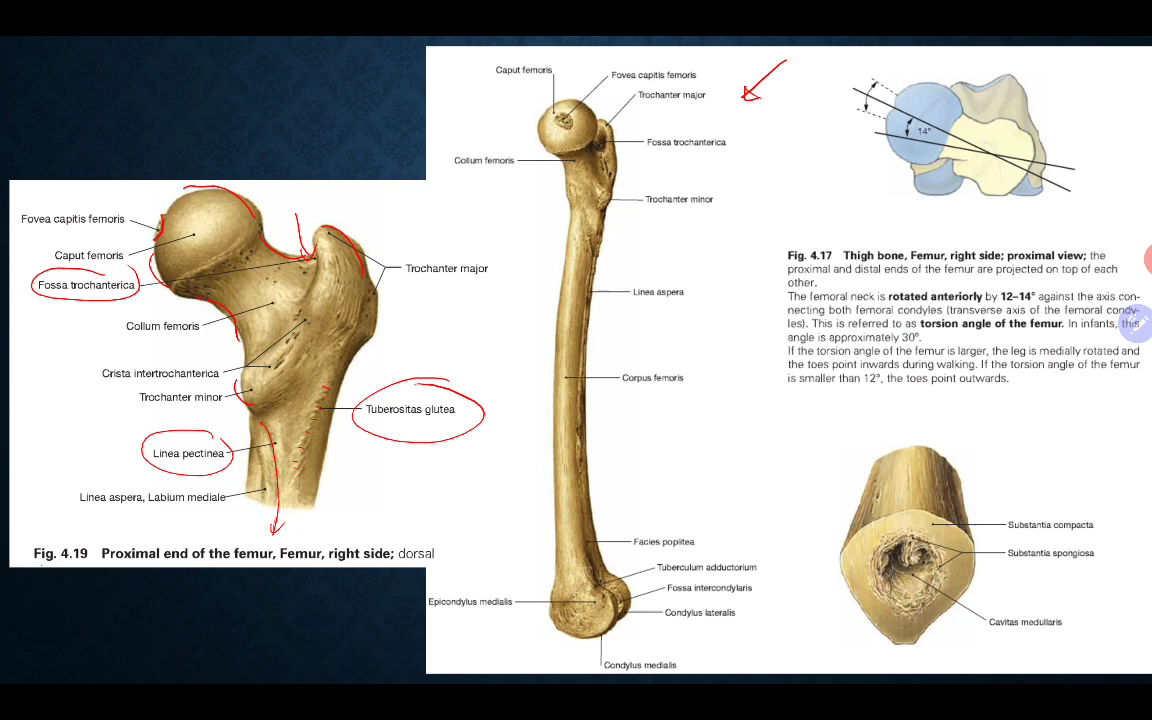 Fovea capitis femoris
Caput femoris
Fossa trochanterica
Collum femoris
Crista intertrochanterica
Trochanter minor
Linea pectinea
Linea aspera, Labium mediale
Trochanter major
Tuberositas glutea
Fig. 4.19 Proximal end of the femur, Femur, right side; dorsal
Caput femoris
Fovea capitis femoris
Trochanter major
Fossa trochanterica
Collum femoris
Trochanter minor
Linea aspera
Corpus femoris
Facies poplitea
Tuberculum adductorium
Fossa intercondylaris
Epicondylus medialis
Condylus lateralis
Condylus medialis
14°
Fig. 4.17 Thigh bone, Femur, right side; proximal view; the
proximal and distal ends of the femur are projected on top of each
other.
The femoral neck is rotated anteriorly by 12–14° against the axis con-
necting both femoral condyles (transverse axis of the femoral condy-
les). This is referred to as torsion angle of the femur. In infants, this
angle is approximately 30°.
If the torsion angle of the femur is larger, the leg is medially rotated and
the toes point inwards during walking. If the torsion angle of the femur
is smaller than 12°, the toes point outwards.
Substantia compacta
Substantia spongiosa
Cavitas medullaris